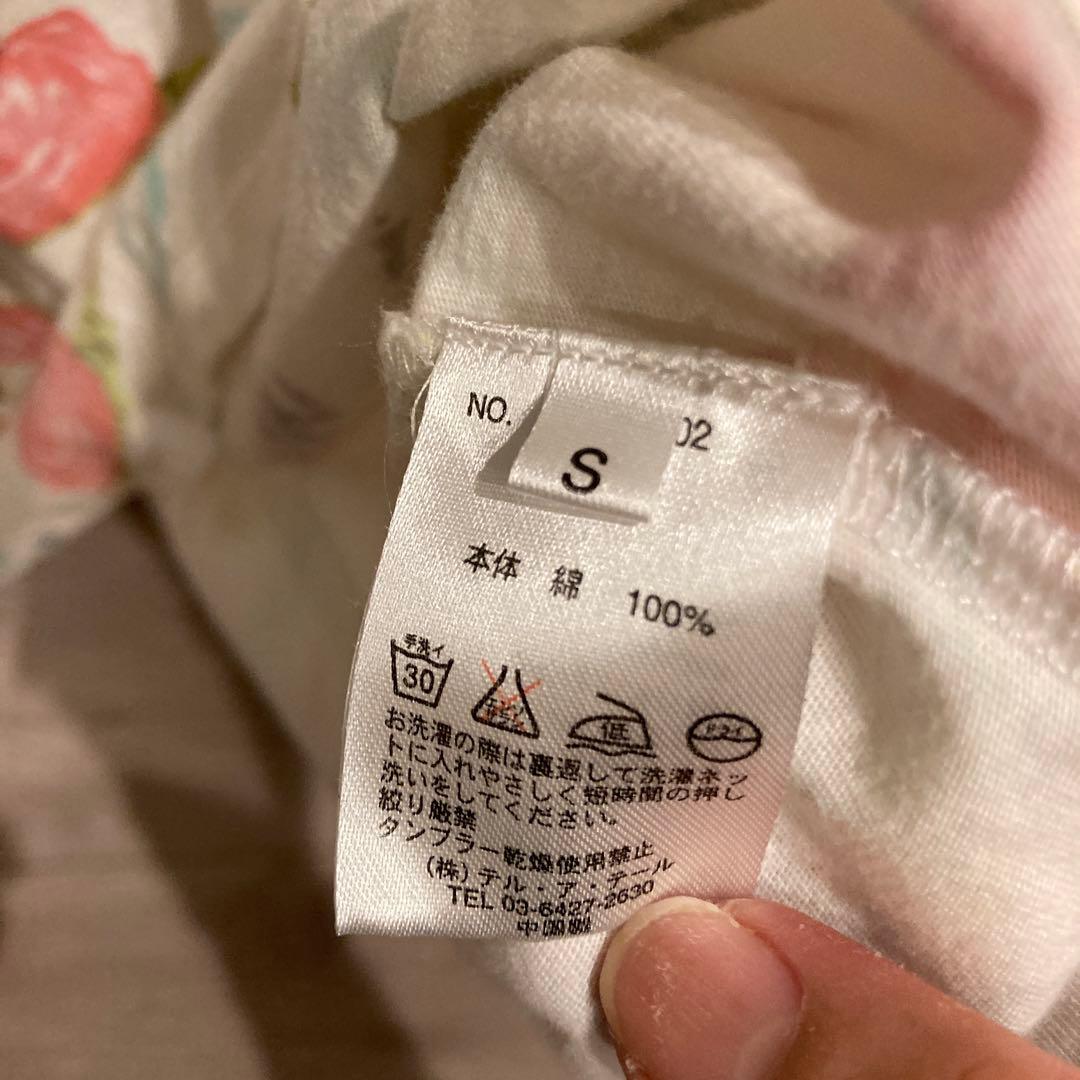 NO. 02
S
本体 綿 100%
手洗イ
30
低
ドライ
お洗濯の際は裏返して洗濯ネッ
トに入れやさしく短時間の押し
洗いをしてください。
絞り厳禁
タンブラー乾燥使用禁止
(株)テル・ア・テール
TEL 03-6427-2630
中国製